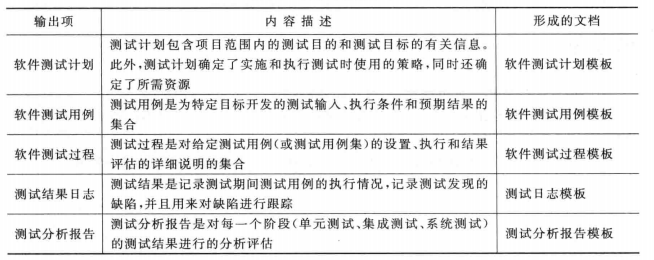 输出项 内容描述 形成的文档
测试计划包含项目范围内的测试目的和测试目标的有关信息。
软件测试计划 此外,测试计划确定了实施和执行测试时使用的策略,同时还确 软件测试计划模板
定了所需资源
测试用例是为特定目标开发的测试输入、执行条件和预期结果的
软件测试用例 软件测试用例模板
集合
测试过程是对给定测试用例(或测试用例集)的设置、执行和结果
软件测试过程 软件测试过程模板
评估的详细说明的集合
测试结果是记录测试期间测试用例的执行情况,记录测试发现的
测试结果日志 测试日志模板
缺陷,并且用来对缺陷进行跟踪
测试分析报告是对每一个阶段(单元测试、集成测试、系统测试)
测试分析报告 测试分析报告模板
的测试结果进行的分析评估